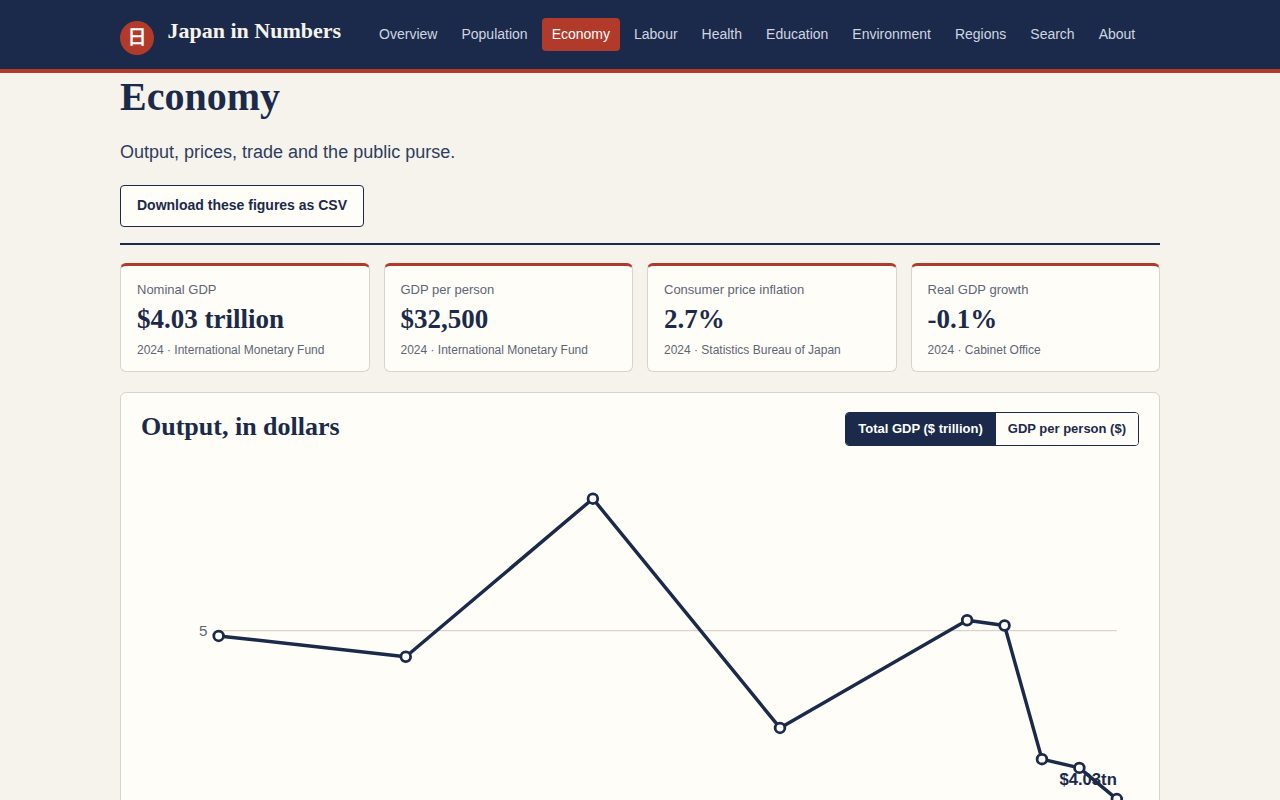 日 Japan in Numbers Overview Population Economy Labour Health Education Environment Regions Search About
Economy
Output, prices, trade and the public purse.
Download these figures as CSV
Nominal GDP
$4.03 trillion
2024 · International Monetary Fund
GDP per person
$32,500
2024 · International Monetary Fund
Consumer price inflation
2.7%
2024 · Statistics Bureau of Japan
Real GDP growth
-0.1%
2024 · Cabinet Office
Output, in dollars
Total GDP ($ trillion) GDP per person ($)
5
$4.03tn